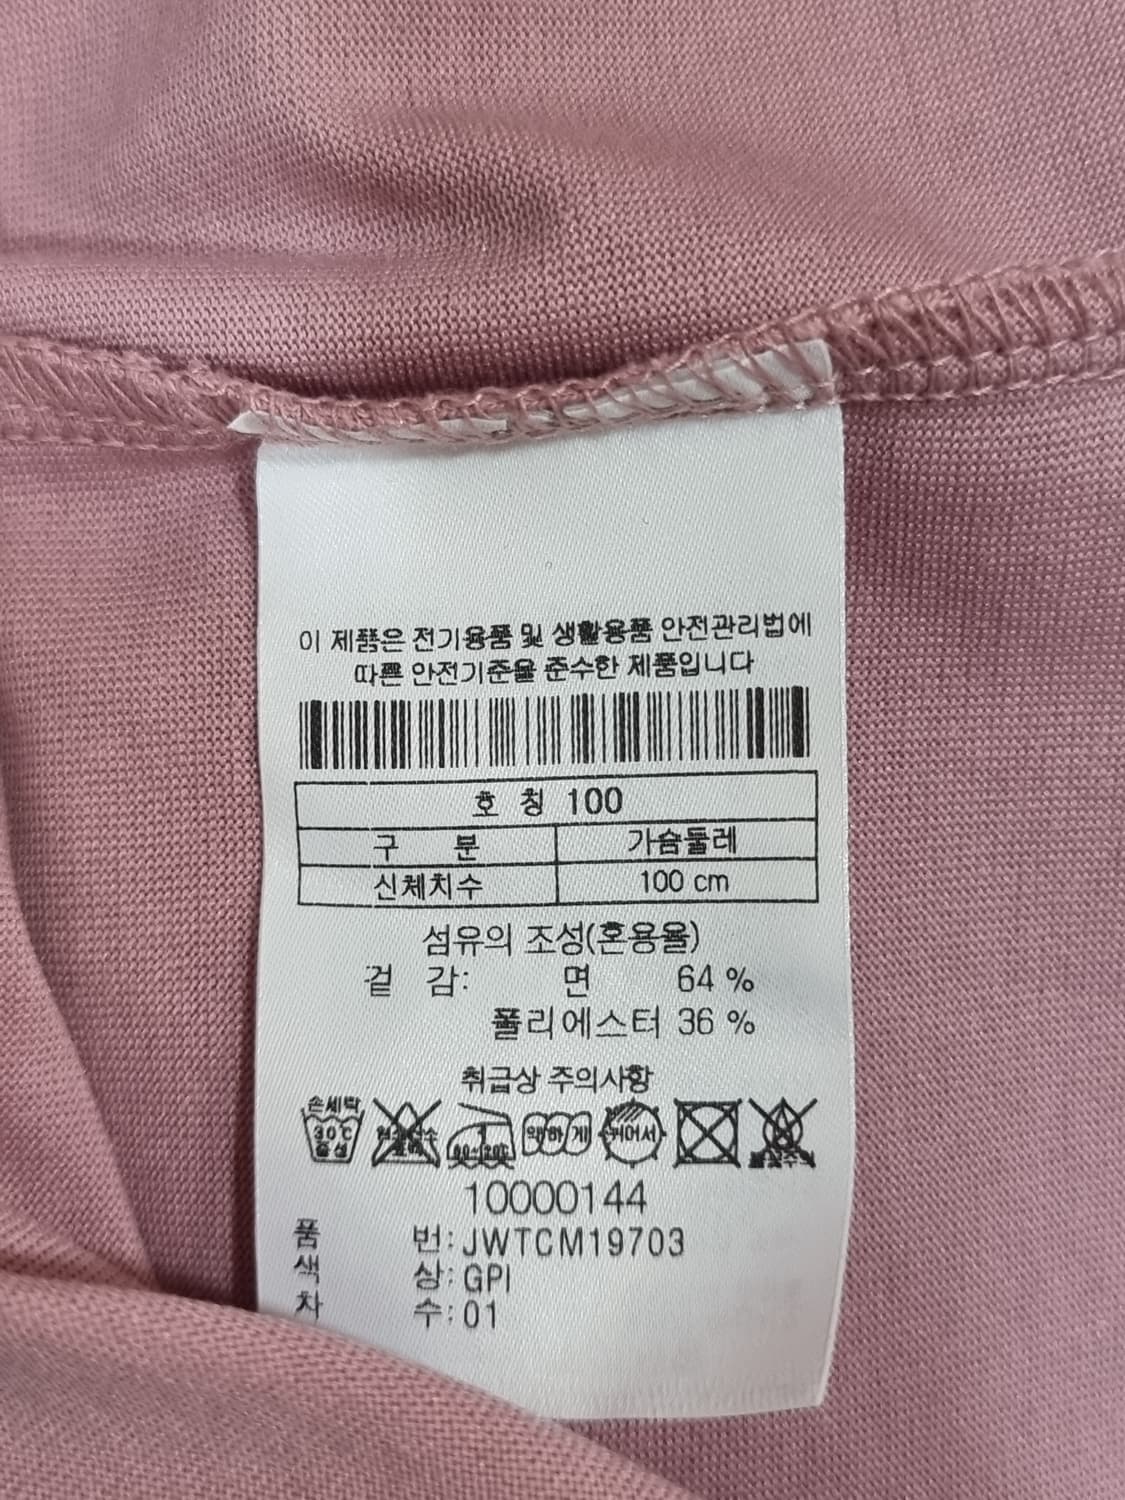 이 제품은 전기용품 및 생활용품 안전관리법에
따른 안전기준을 준수한 제품입니다
호 칭 100
구 분 가슴둘레
신체치수 100 cm
섬유의 조성(혼용율)
겉 감: 면 64 %
폴리에스터 36 %
취급상 주의사항
손세탁 30℃ 중성 약하게 뉘어서
10000144
품 번: JWTCM19703
색 상: GPI
차 수: 01